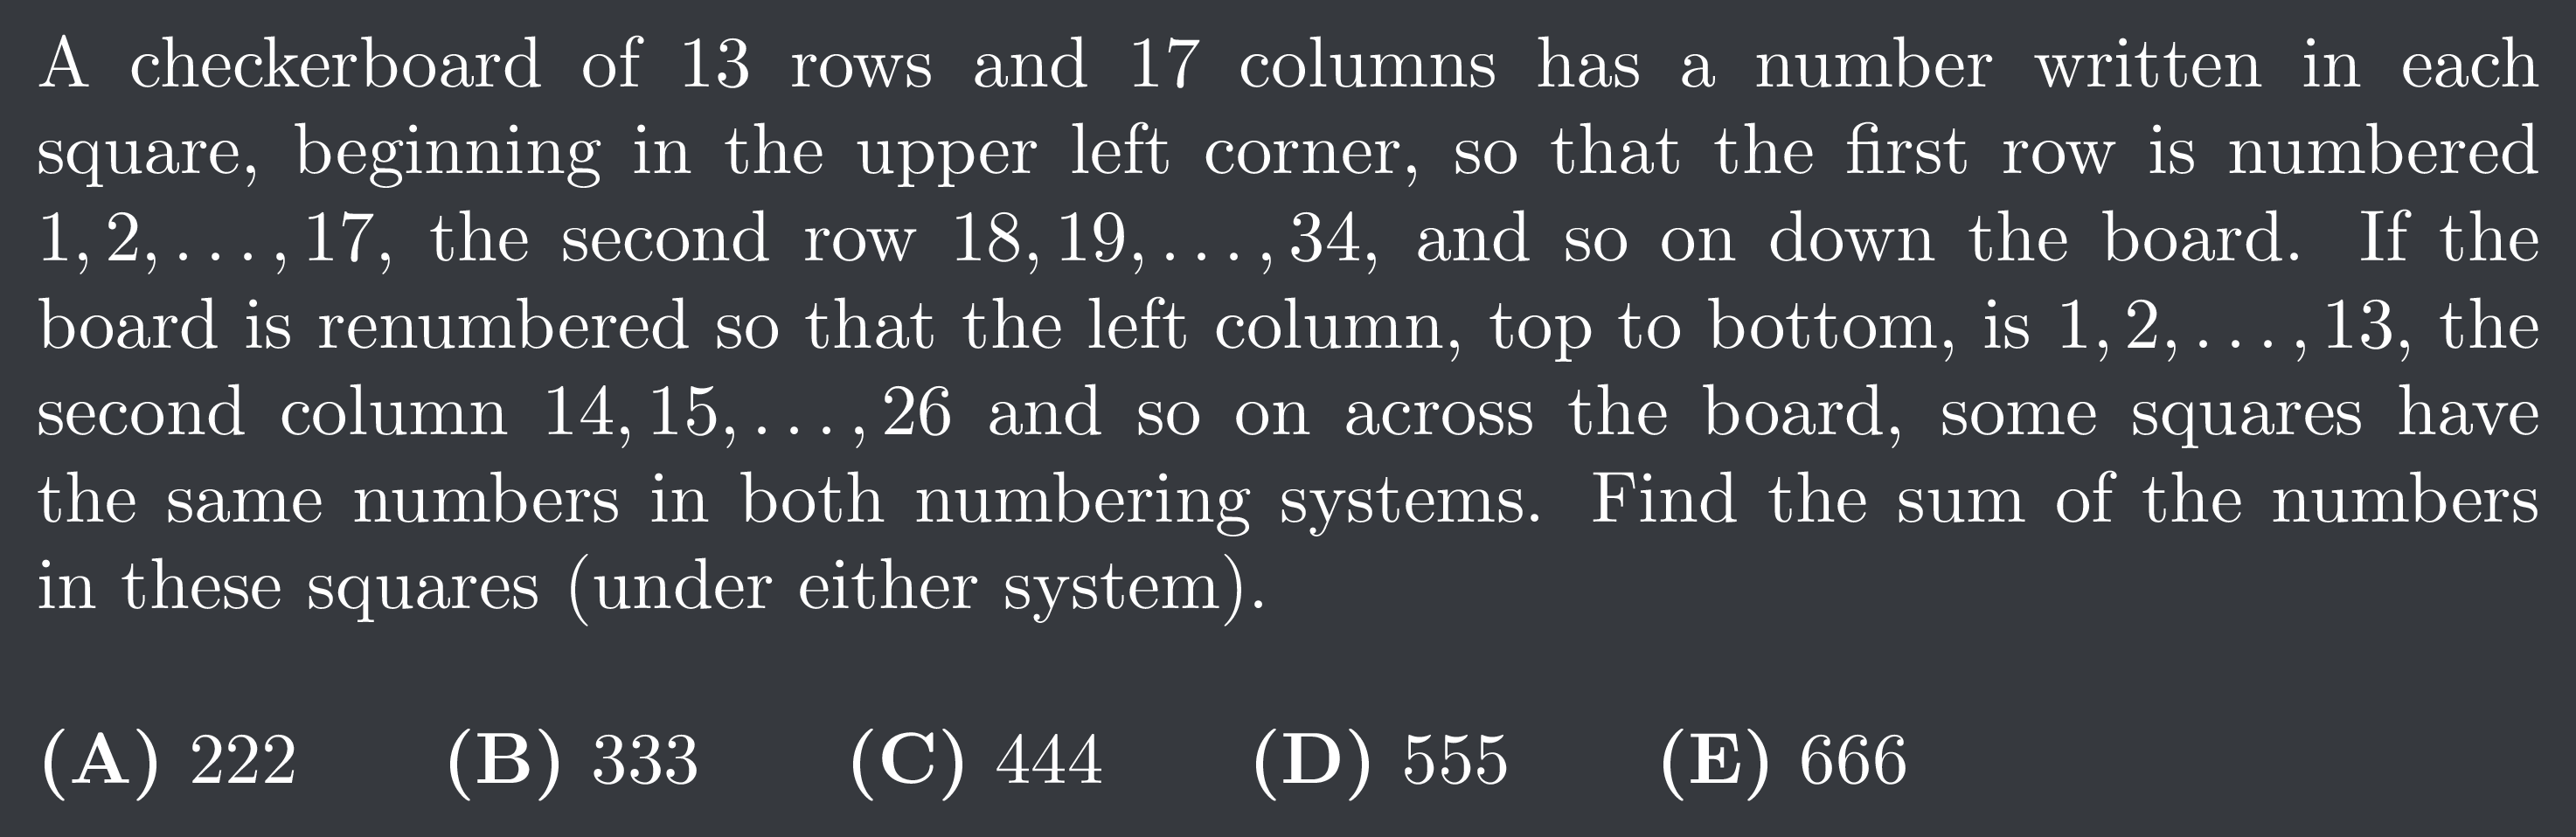 A checkerboard of 13 rows and 17 columns has a number written in each
square, beginning in the upper left corner, so that the first row is numbered
1, 2, . . . , 17, the second row 18, 19, . . . , 34, and so on down the board. If the
board is renumbered so that the left column, top to bottom, is 1, 2, . . . , 13, the
second column 14, 15, . . . , 26 and so on across the board, some squares have
the same numbers in both numbering systems. Find the sum of the numbers
in these squares (under either system).
(A) 222 (B) 333 (C) 444 (D) 555 (E) 666